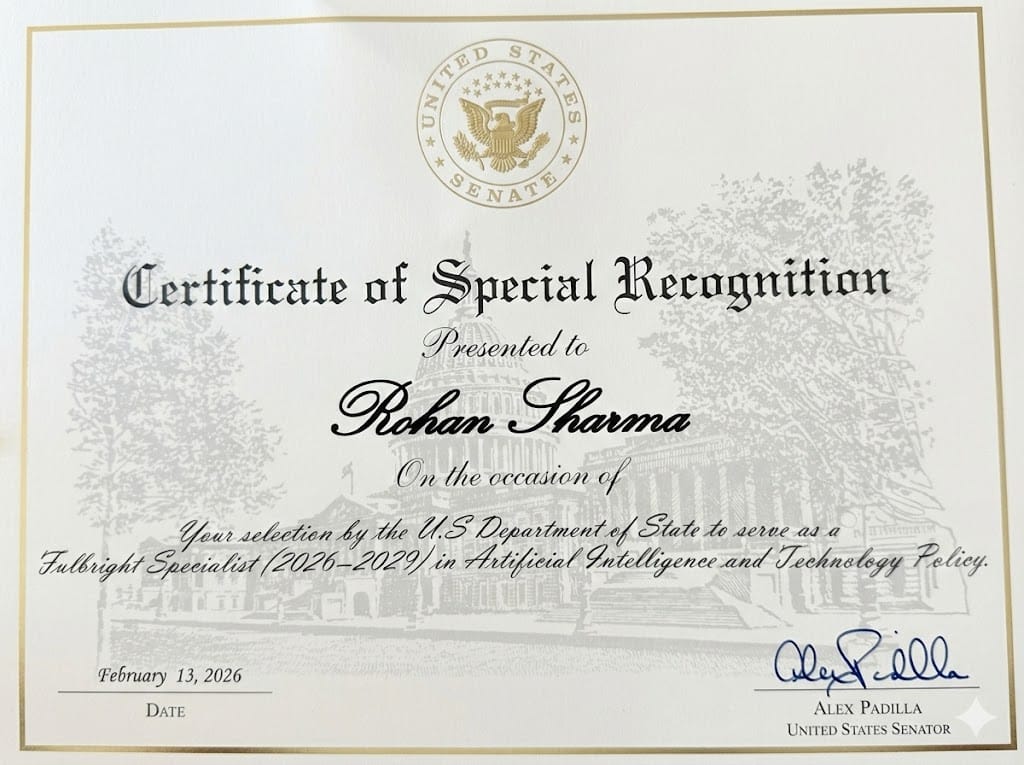 UNITED STATES
SENATE
Certificate of Special Recognition
Presented to
Rohan Sharma
On the occasion of
Your selection by the U.S Department of State to serve as a
Fulbright Specialist (2026–2029) in Artificial Intelligence and Technology Policy.
February 13, 2026
DATE
Alex Padilla
ALEX PADILLA
UNITED STATES SENATOR